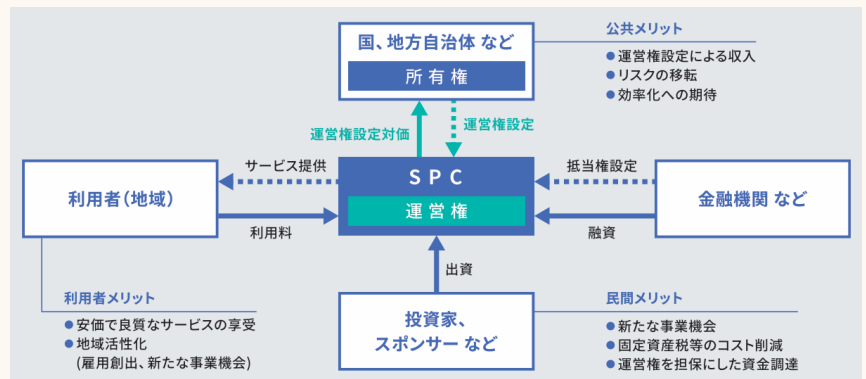 国、地方自治体 など
所有権
公共メリット
●運営権設定による収入
●リスクの移転
●効率化への期待
運営権設定対価
運営権設定
サービス提供
抵当権設定
利用者（地域）
SPC
運営権
金融機関 など
利用料
融資
出資
利用者メリット
●安価で良質なサービスの享受
●地域活性化
(雇用創出、新たな事業機会)
投資家、
スポンサー など
民間メリット
●新たな事業機会
●固定資産税等のコスト削減
●運営権を担保にした資金調達